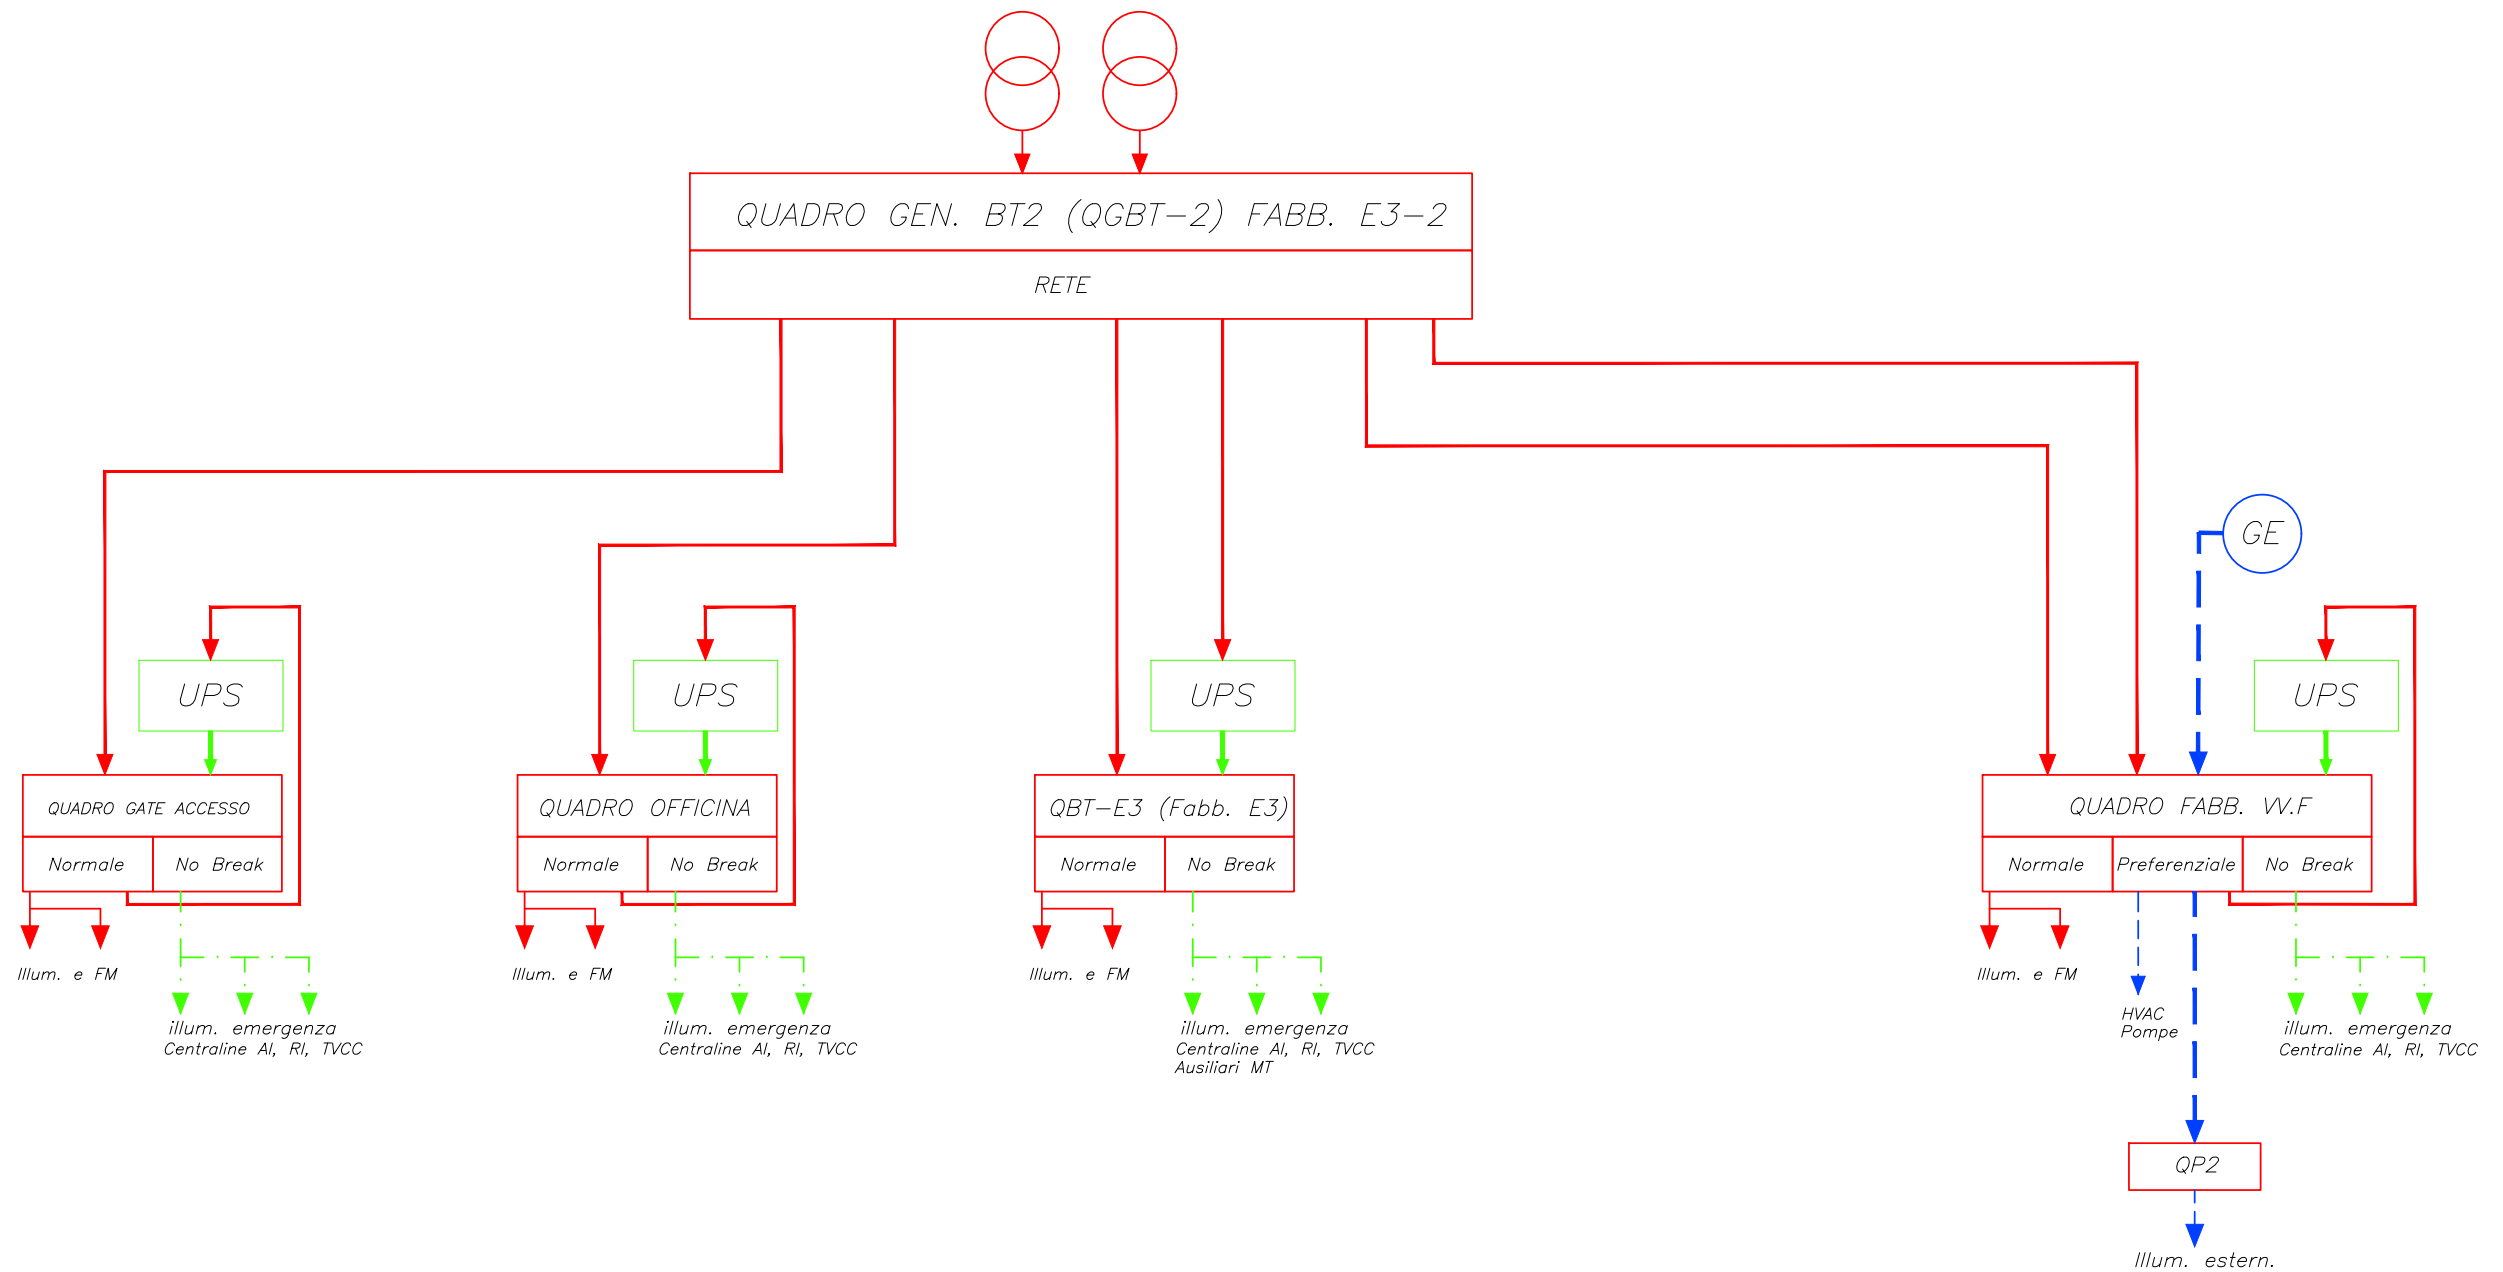 QUADRO GEN. BT2 (QGBT-2) FABB. E3-2
RETE
GE
UPS
UPS
UPS
UPS
QUADRO GATE ACCESSO
Normale
No Break
QUADRO OFFICINA
Normale
No Break
QBT-E3 (Fabb. E3)
Normale
No Break
QUADRO FABB. VV.F
Normale
Preferenziale
No Break
Illum. e FM
illum. emergenza
Centraline AI, RI, TVCC
Illum. e FM
illum. emergenza
Centraline AI, RI, TVCC
Illum. e FM
illum. emergenza
Centraline AI, RI, TVCC
Ausiliari MT
Illum. e FM
HVAC
Pompe
illum. emergenza
Centraline AI, RI, TVCC
QP2
Illum. estern.